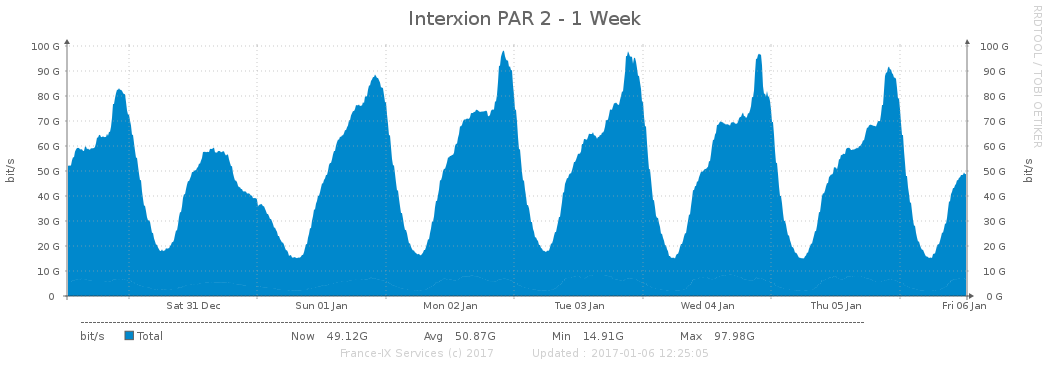 Interxion PAR 2 - 1 Week
RRDTOOL / TOBI OETIKER
100 G 100 G
90 G 90 G
80 G 80 G
70 G 70 G
60 G 60 G
50 G 50 G
40 G 40 G
30 G 30 G
20 G 20 G
10 G 10 G
0 0 G
bit/s
bit/s
Sat 31 Dec Sun 01 Jan Mon 02 Jan Tue 03 Jan Wed 04 Jan Thu 05 Jan Fri 06 Jan
bit/s Total Now 49.12G Avg 50.87G Min 14.91G Max 97.98G
France-IX Services (c) 2017 Updated : 2017-01-06 12:25:05